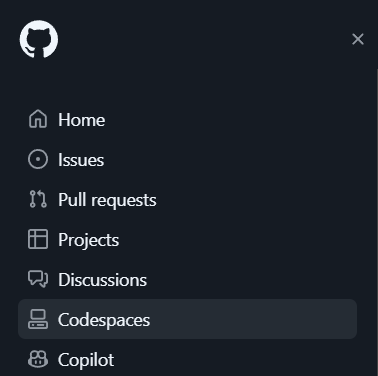 Home
Issues
Pull requests
Projects
Discussions
Codespaces
Copilot